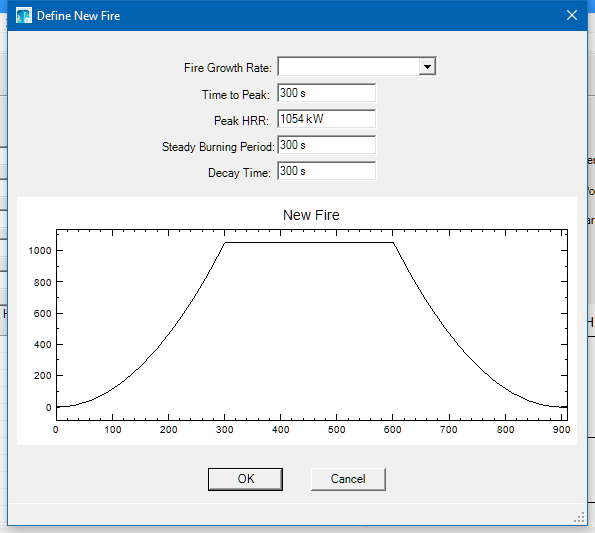 Define New Fire
Fire Growth Rate:
Time to Peak: 300 s
Peak HRR: 1054 kW
Steady Burning Period: 300 s
Decay Time: 300 s
New Fire
1000
800
600
400
200
0
0 100 200 300 400 500 600 700 800 900
OK Cancel